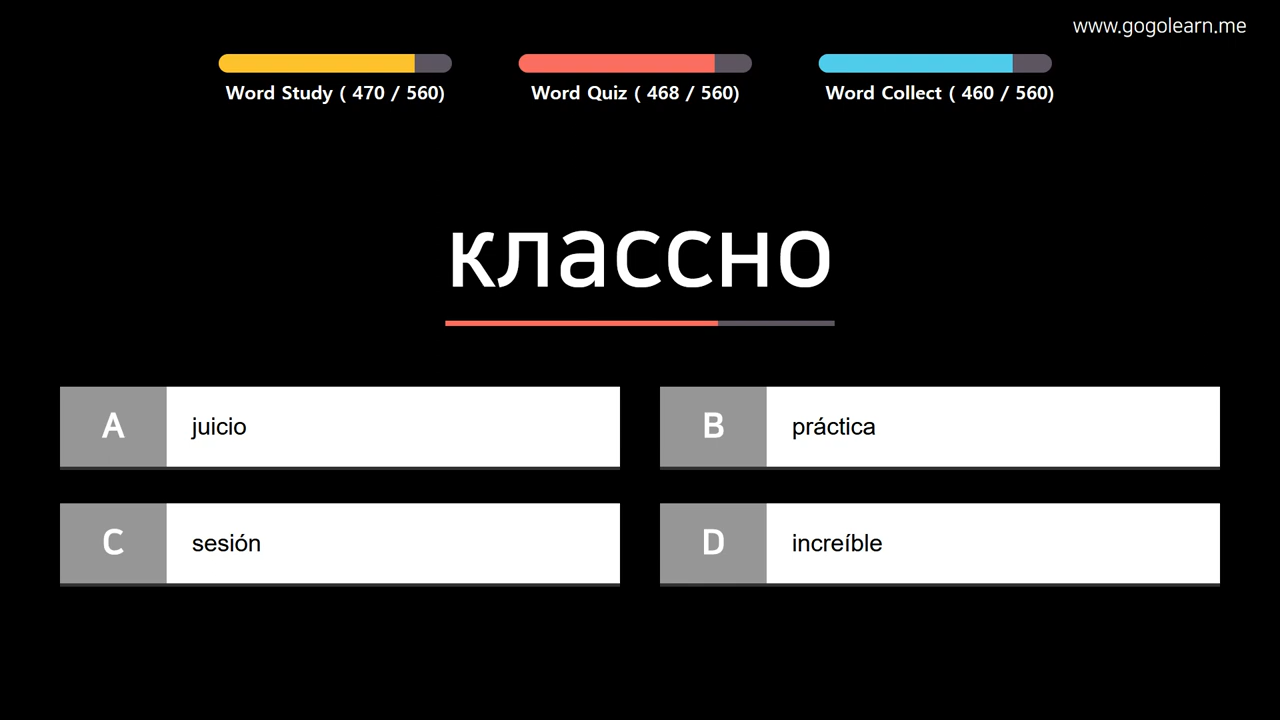 www.gogolearn.me
Word Study ( 470 / 560)
Word Quiz ( 468 / 560)
Word Collect ( 460 / 560)
классно
A juicio
B práctica
C sesión
D increíble